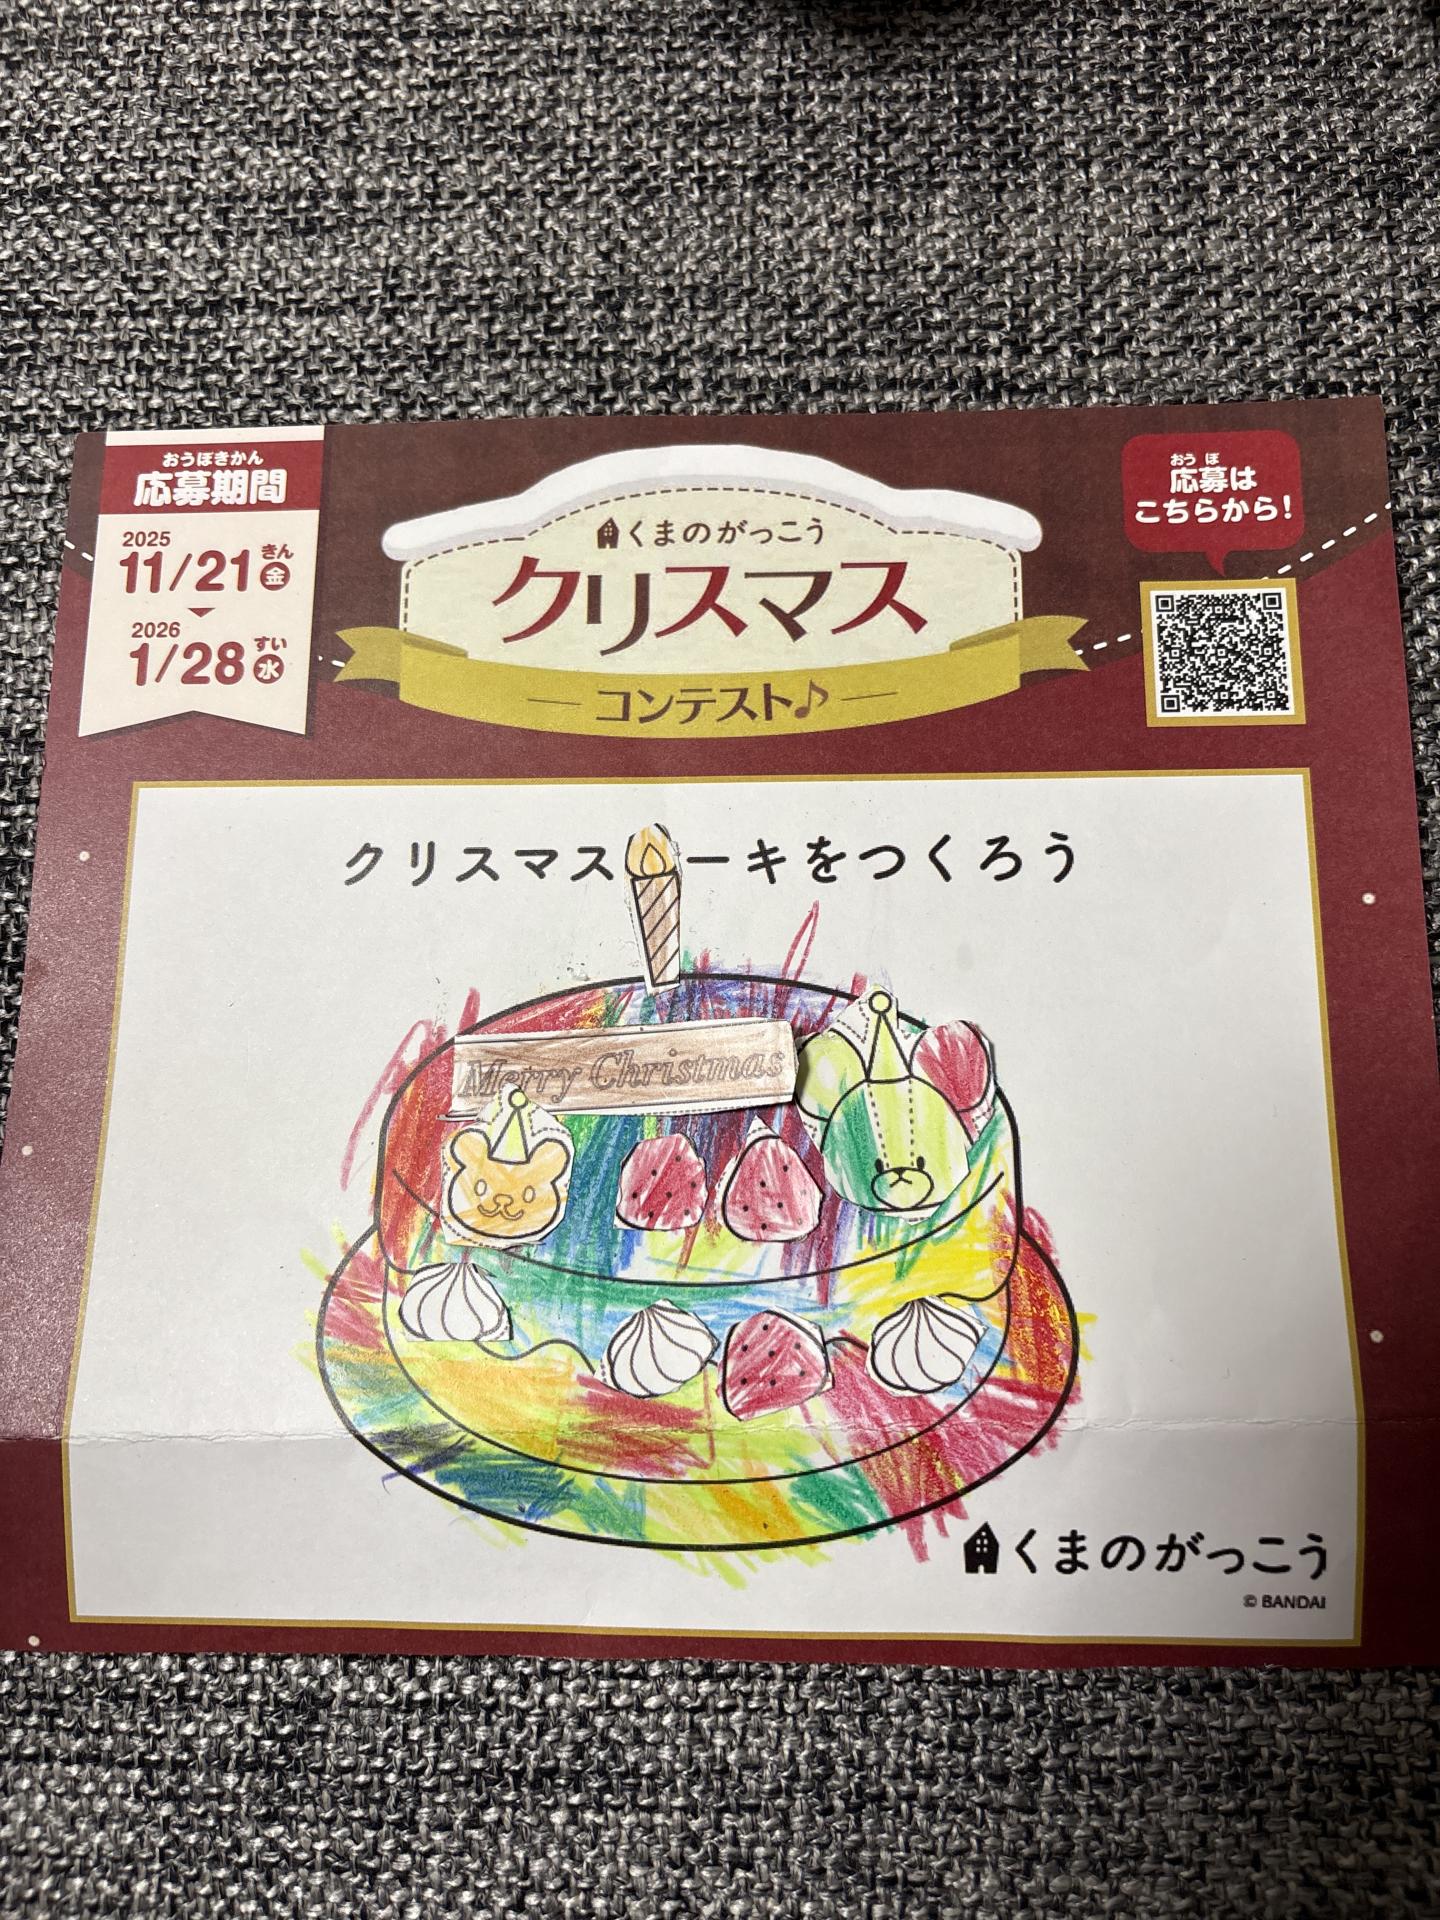 おうぼきかん
応募期間
2025
11/21 きん
金
2026
1/28 すい
水
くまのがっこう
クリスマス
コンテスト♪
おうぼ
応募は
こちらから!
クリスマス ーキをつくろう
Merry Christmas
くまのがっこう
© BANDAI